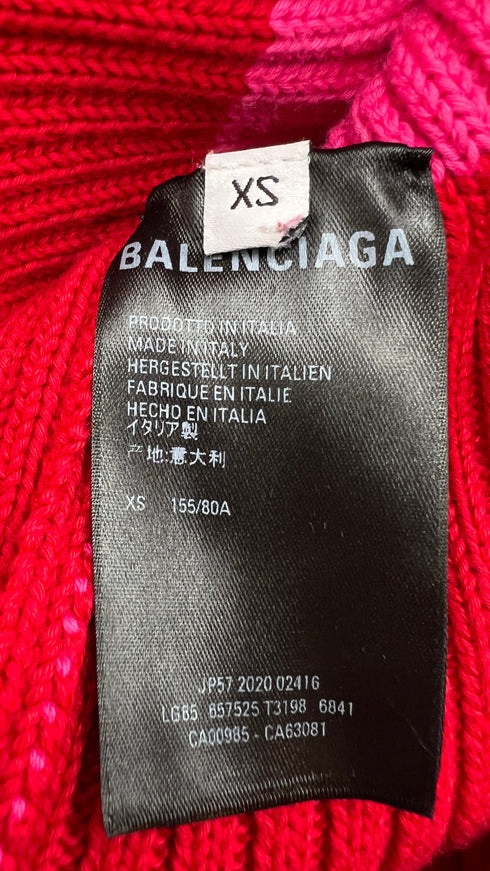 XS
BALENCIAGA
PRODOTTO IN ITALIA
MADE IN ITALY
HERGESTELLT IN ITALIEN
FABRIQUE EN ITALIE
HECHO EN ITALIA
イタリア製
产地:意大利
XS 155/80A
JP57 2020 02416
LG85 657525 T3198 6841
CA00985 - CA63081